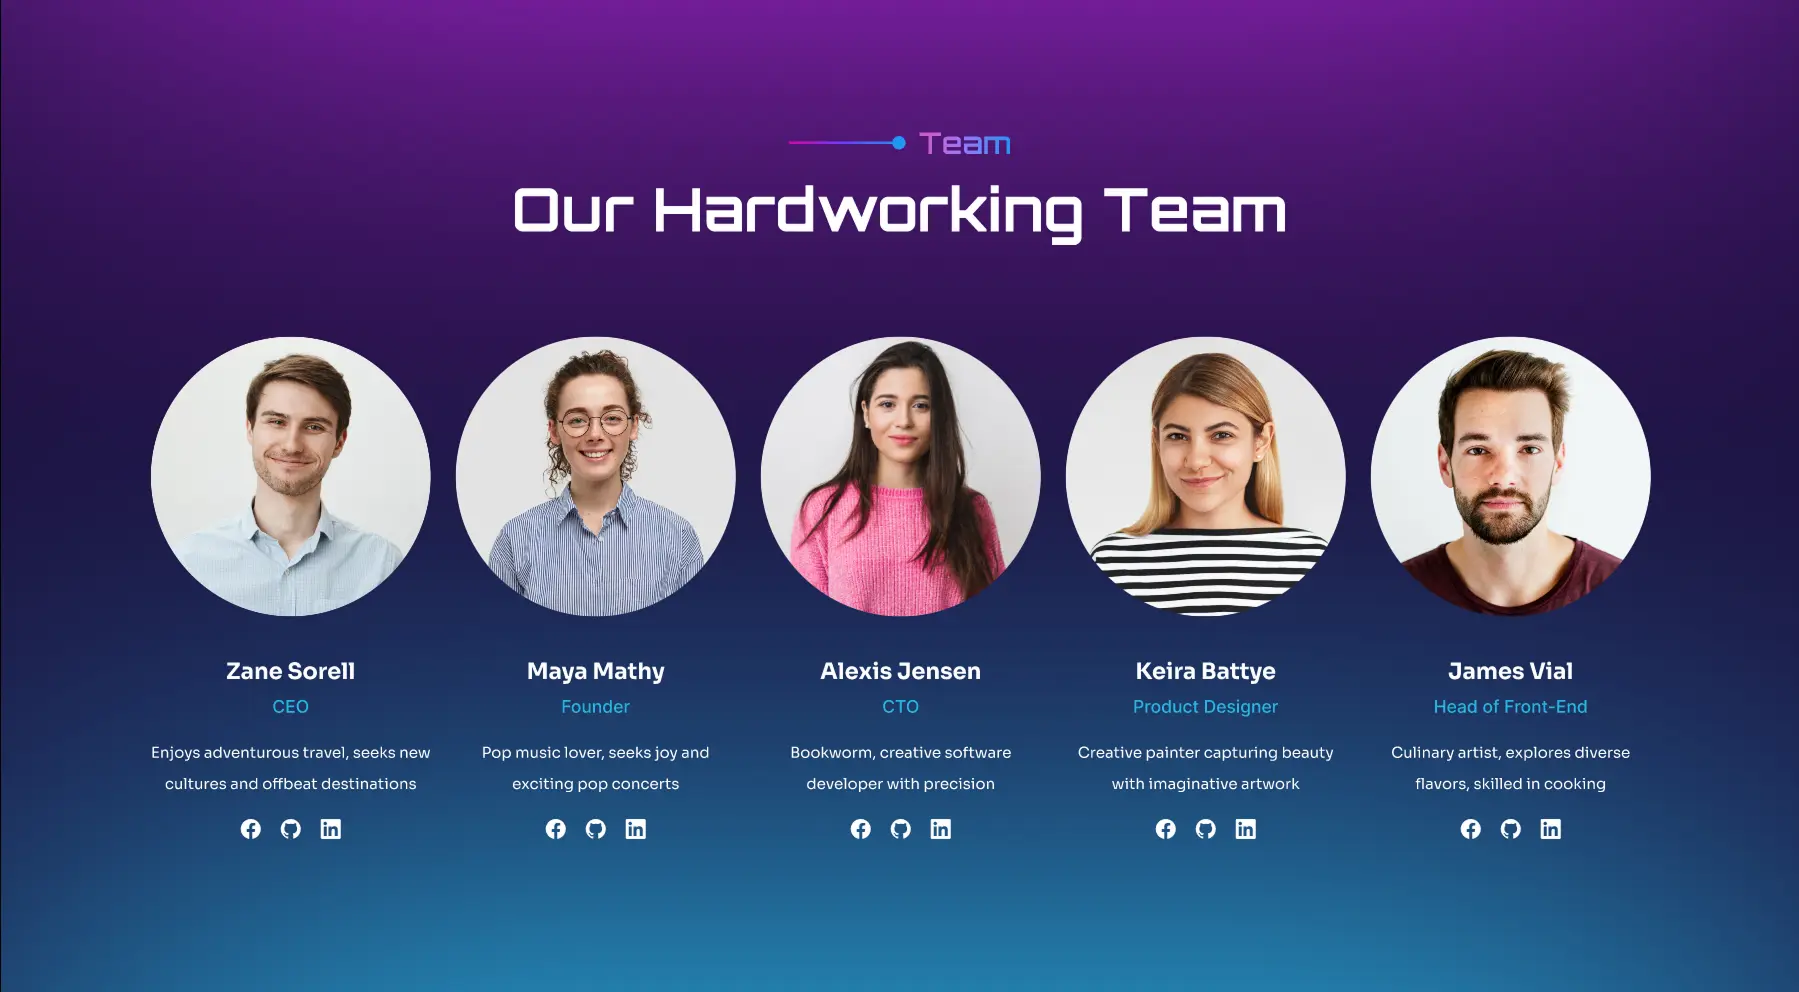 Team
Our Hardworking Team
Zane Sorell
CEO
Enjoys adventurous travel, seeks new
cultures and offbeat destinations
Maya Mathy
Founder
Pop music lover, seeks joy and
exciting pop concerts
Alexis Jensen
CTO
Bookworm, creative software
developer with precision
Keira Battye
Product Designer
Creative painter capturing beauty
with imaginative artwork
James Vial
Head of Front-End
Culinary artist, explores diverse
flavors, skilled in cooking